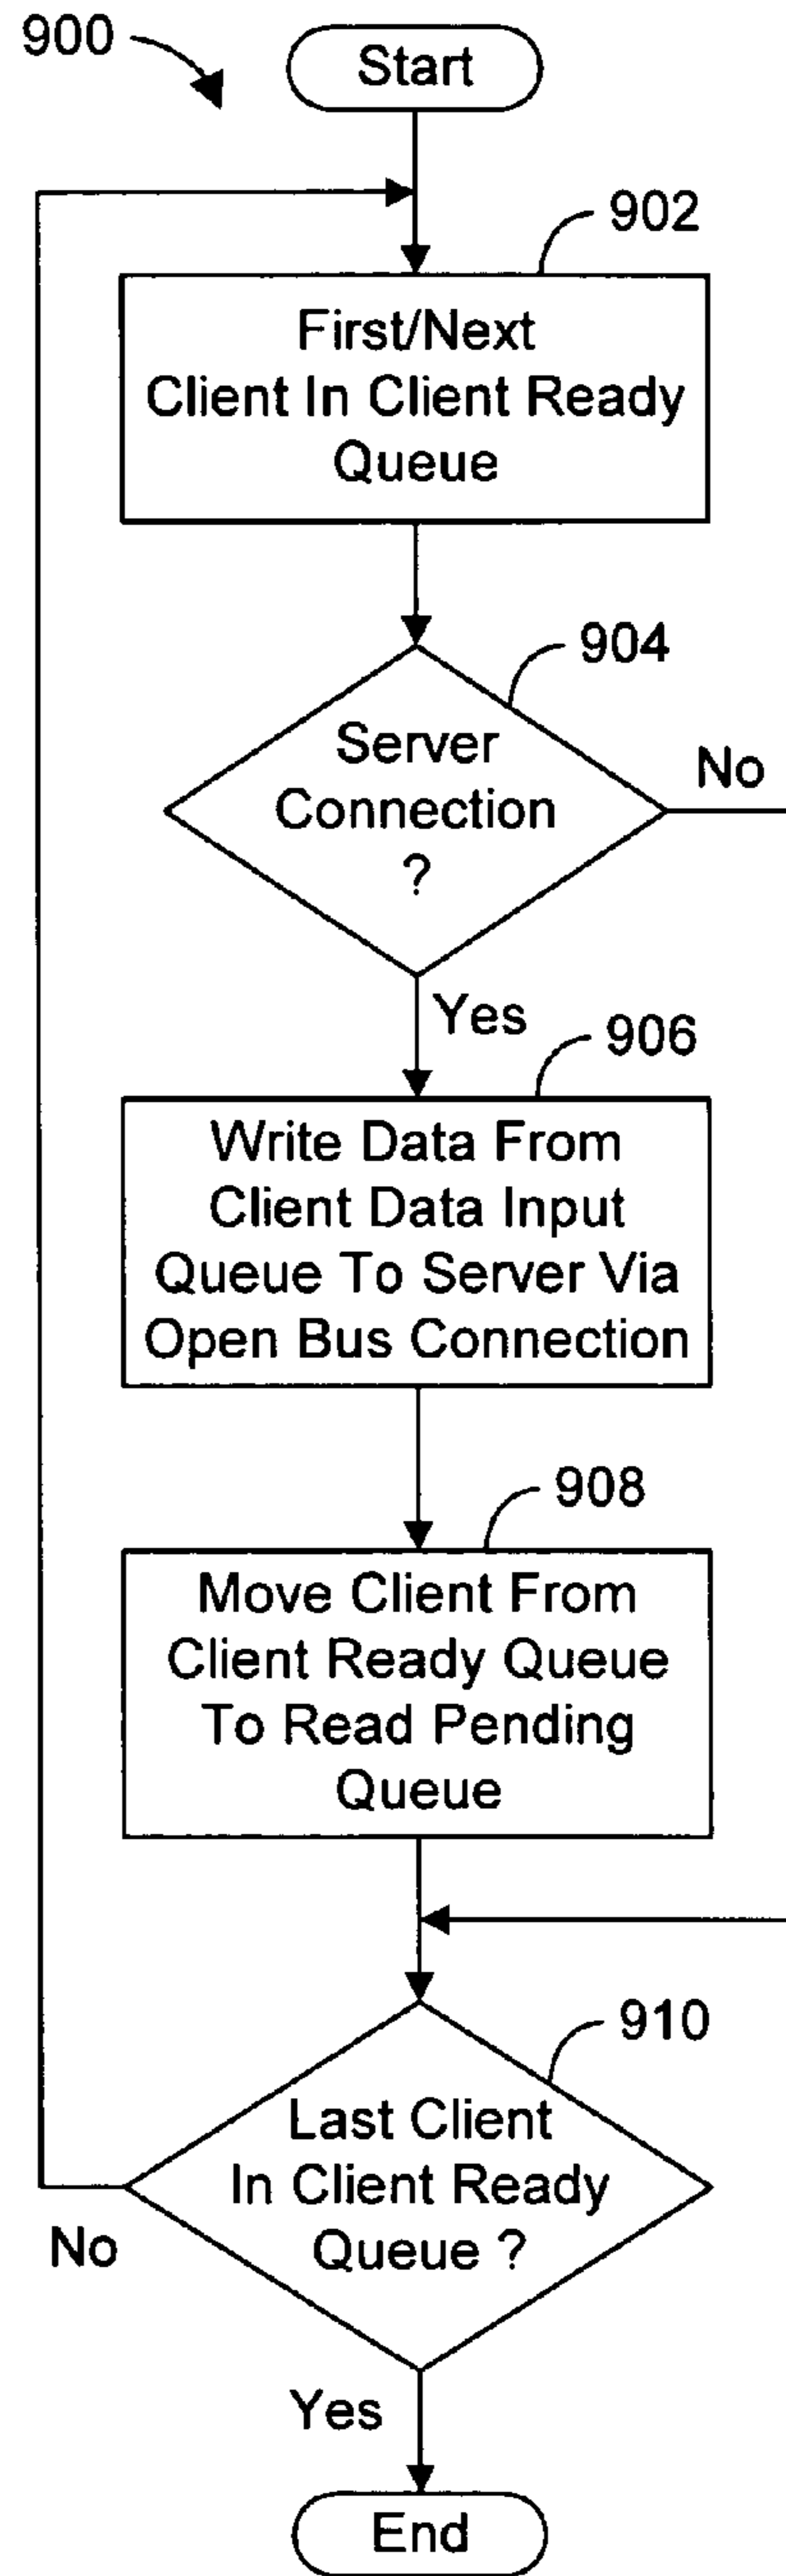 900
Start
902
First/Next
Client In Client Ready
Queue
904
Server
Connection
?
No
Yes
906
Write Data From
Client Data Input
Queue To Server Via
Open Bus Connection
908
Move Client From
Client Ready Queue
To Read Pending
Queue
910
Last Client
In Client Ready
Queue ?
No
Yes
End